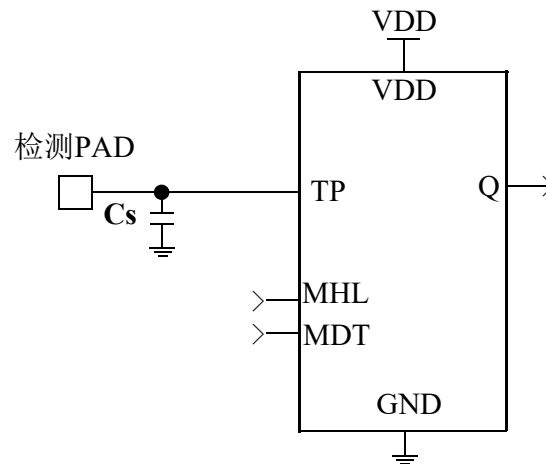 VDD
VDD
检测PAD
TP
Q
Cs
MHL
MDT
GND